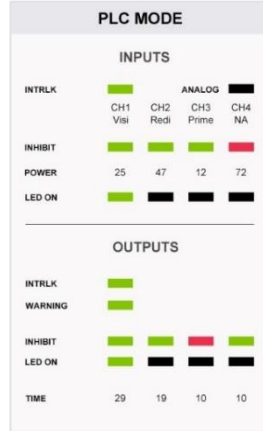 PLC MODE
INPUTS
INTRLK ANALOG
CH1 CH2 CH3 CH4
Visi Redi Prime NA
INHIBIT
POWER 25 47 12 72
LED ON
OUTPUTS
INTRLK
WARNING
INHIBIT
LED ON
TIME 29 19 10 10